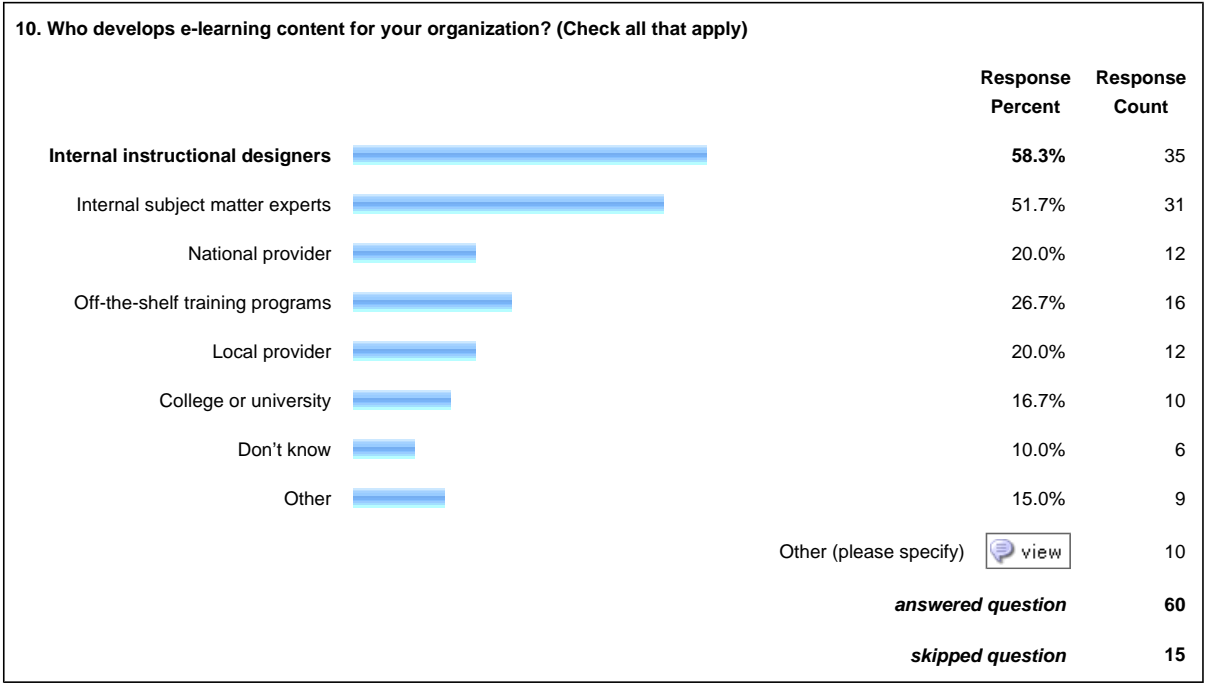 10. Who develops e-learning content for your organization? (Check all that apply)
Response Percent Response Count
Internal instructional designers 58.3% 35
Internal subject matter experts 51.7% 31
National provider 20.0% 12
Off-the-shelf training programs 26.7% 16
Local provider 20.0% 12
College or university 16.7% 10
Don’t know 10.0% 6
Other 15.0% 9
Other (please specify) view 10
answered question 60
skipped question 15